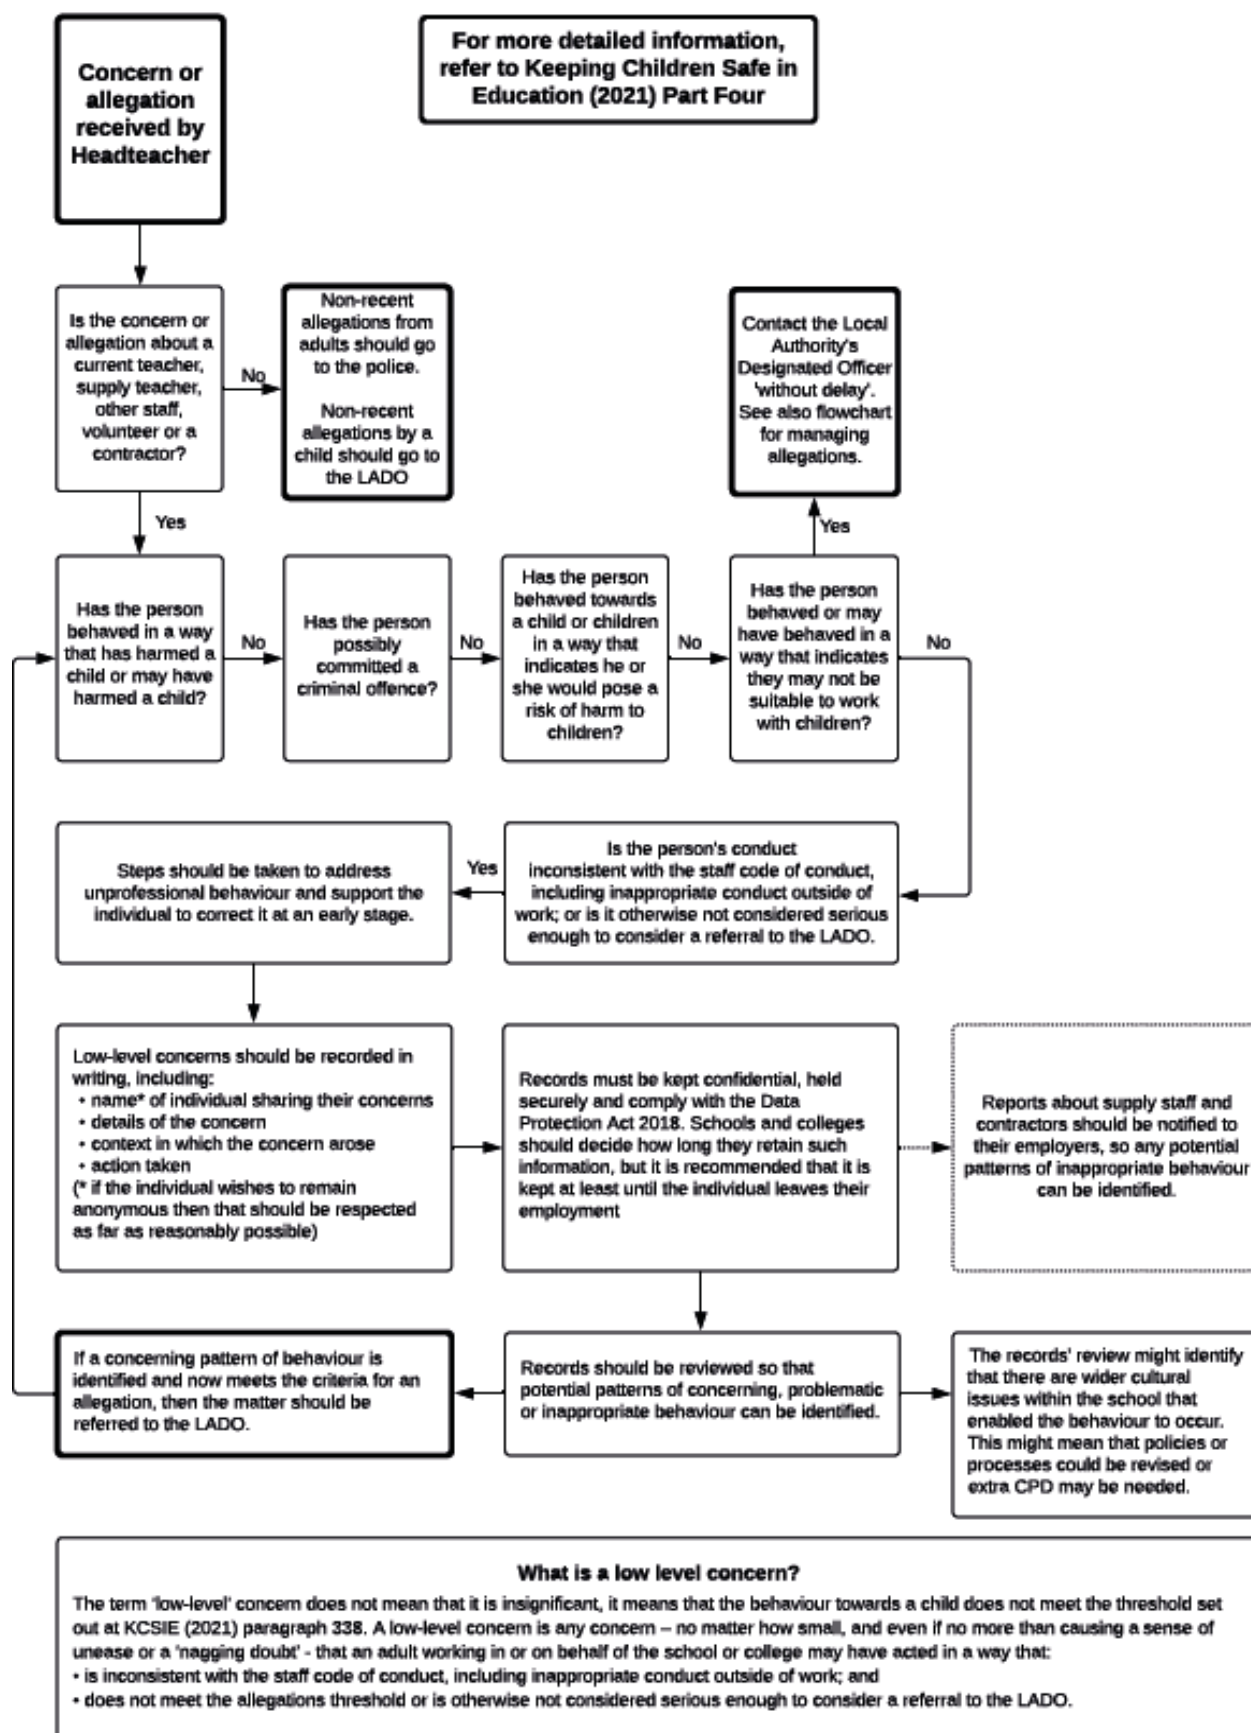 Concern or
allegation
received by
Headteacher
For more detailed information,
refer to Keeping Children Safe in
Education (2021) Part Four
Is the concern or
allegation about a
current teacher,
supply teacher,
other staff,
volunteer or a
contractor?
No
Non-recent
allegations from
adults should go
to the police.
Non-recent
allegations by a
child should go to
the LADO
Contact the Local
Authority's
Designated Officer
'without delay'.
See also flowchart
for managing
allegations.
Yes
Yes
Has the person
behaved in a way
that has harmed a
child or may have
harmed a child?
No
Has the person
possibly
committed a
criminal offence?
No
Has the person
behaved towards
a child or children
in a way that
indicates he or
she would pose a
risk of harm to
children?
No
Has the person
behaved or may
have behaved in a
way that indicates
they may not be
suitable to work
with children?
No
Is the person's conduct
inconsistent with the staff code of conduct,
including inappropriate conduct outside of
work; or is it otherwise not considered serious
enough to consider a referral to the LADO.
Yes
Steps should be taken to address
unprofessional behaviour and support the
individual to correct it at an early stage.
Low-level concerns should be recorded in
writing, including:
• name* of individual sharing their concerns
• details of the concern
• context in which the concern arose
• action taken
(* if the individual wishes to remain
anonymous then that should be respected
as far as reasonably possible)
Records must be kept confidential, held
securely and comply with the Data
Protection Act 2018. Schools and colleges
should decide how long they retain such
information, but it is recommended that it is
kept at least until the individual leaves their
employment
Reports about supply staff and
contractors should be notified to
their employers, so any potential
patterns of inappropriate behaviour
can be identified.
If a concerning pattern of behaviour is
identified and now meets the criteria for an
allegation, then the matter should be
referred to the LADO.
Records should be reviewed so that
potential patterns of concerning, problematic
or inappropriate behaviour can be identified.
The records' review might identify
that there are wider cultural
issues within the school that
enabled the behaviour to occur.
This might mean that policies or
processes could be revised or
extra CPD may be needed.
What is a low level concern?
The term 'low-level' concern does not mean that it is insignificant, it means that the behaviour towards a child does not meet the threshold set
out at KCSIE (2021) paragraph 338. A low-level concern is any concern – no matter how small, and even if no more than causing a sense of
unease or a 'nagging doubt' - that an adult working in or on behalf of the school or college may have acted in a way that:
• is inconsistent with the staff code of conduct, including inappropriate conduct outside of work; and
• does not meet the allegations threshold or is otherwise not considered serious enough to consider a referral to the LADO.